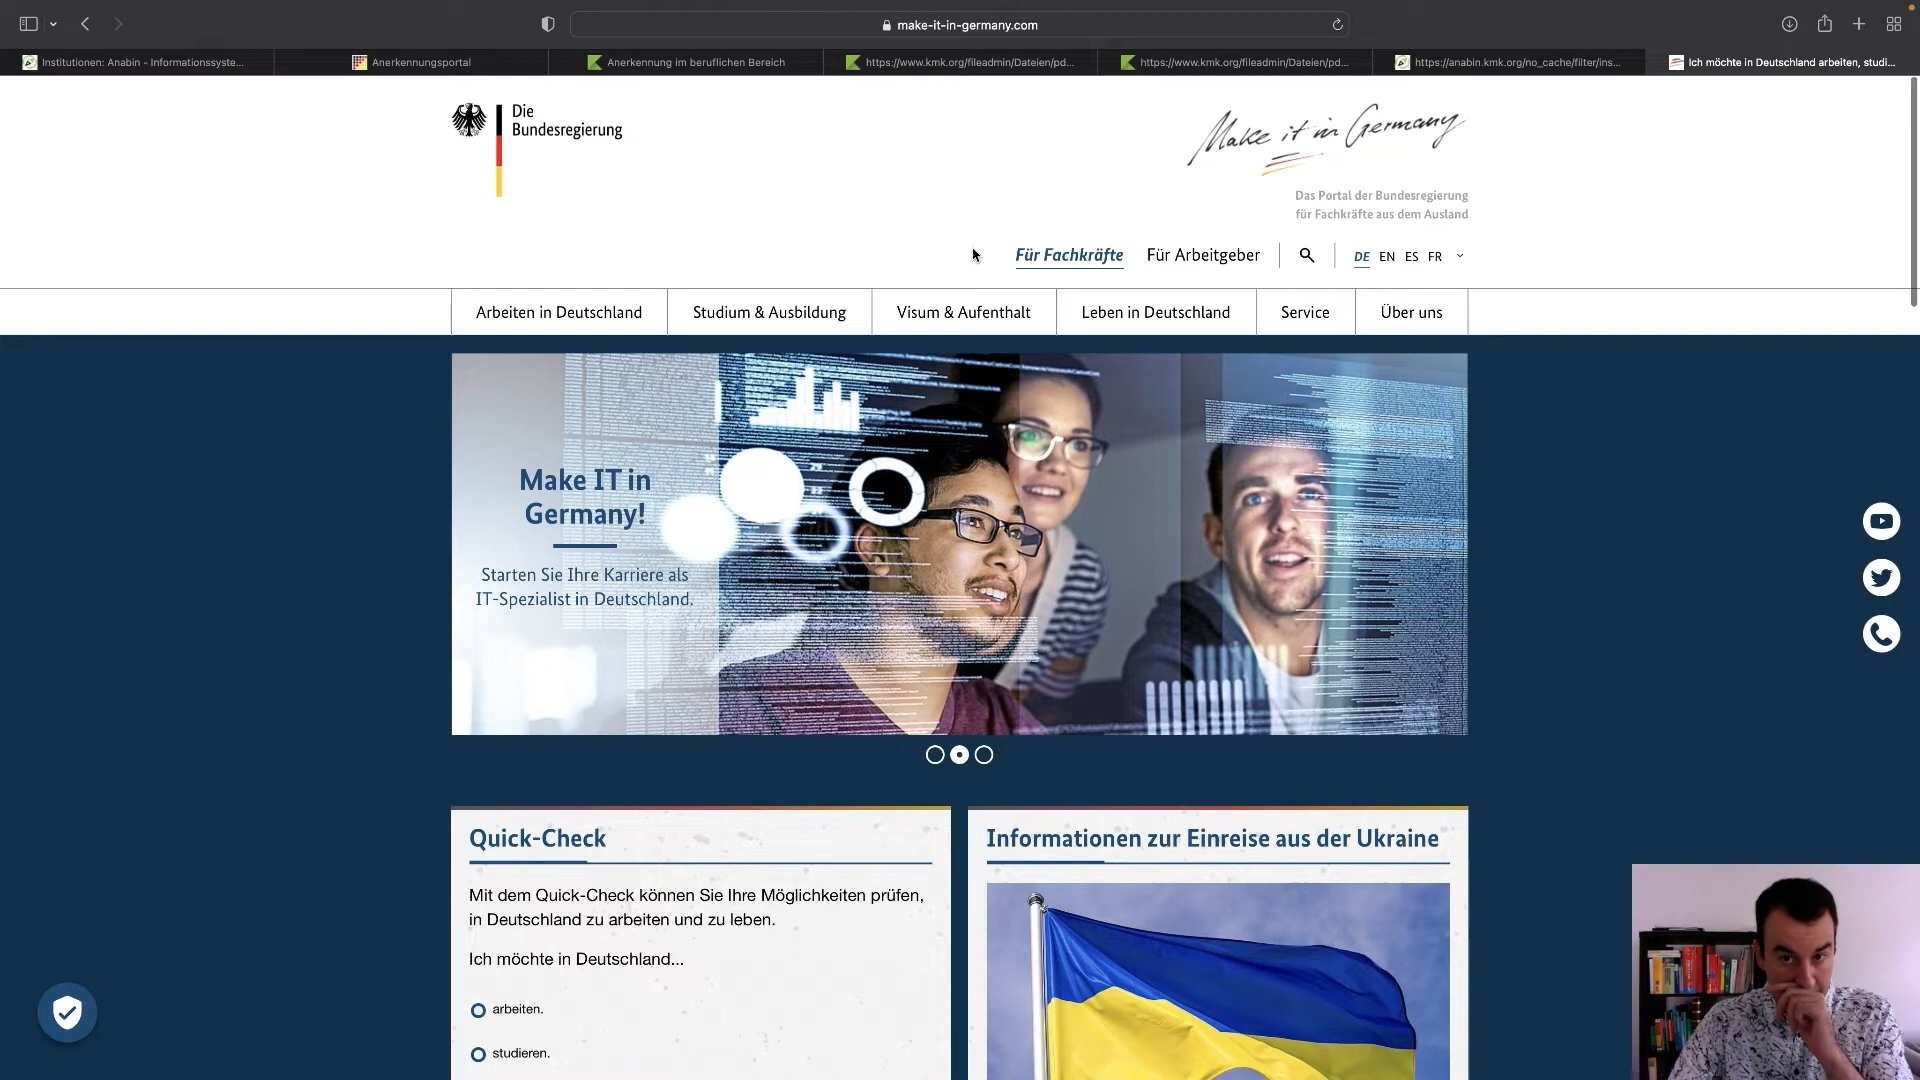 make-it-in-germany.com
Institutionen: Anabin - Informationssyste...
Anerkennungsportal
Anerkennung im beruflichen Bereich
https://www.kmk.org/fileadmin/Dateien/pd...
https://www.kmk.org/fileadmin/Dateien/pd...
https://anabin.kmk.org/no_cache/filter/ins...
Ich möchte in Deutschland arbeiten, studi...
Die
Bundesregierung
Make it in Germany
Das Portal der Bundesregierung
für Fachkräfte aus dem Ausland
Für Fachkräfte
Für Arbeitgeber
DE EN ES FR
Arbeiten in Deutschland
Studium & Ausbildung
Visum & Aufenthalt
Leben in Deutschland
Service
Über uns
Make IT in
Germany!
Starten Sie Ihre Karriere als
IT-Spezialist in Deutschland.
Quick-Check
Mit dem Quick-Check können Sie Ihre Möglichkeiten prüfen,
in Deutschland zu arbeiten und zu leben.
Ich möchte in Deutschland...
arbeiten.
studieren.
Informationen zur Einreise aus der Ukraine